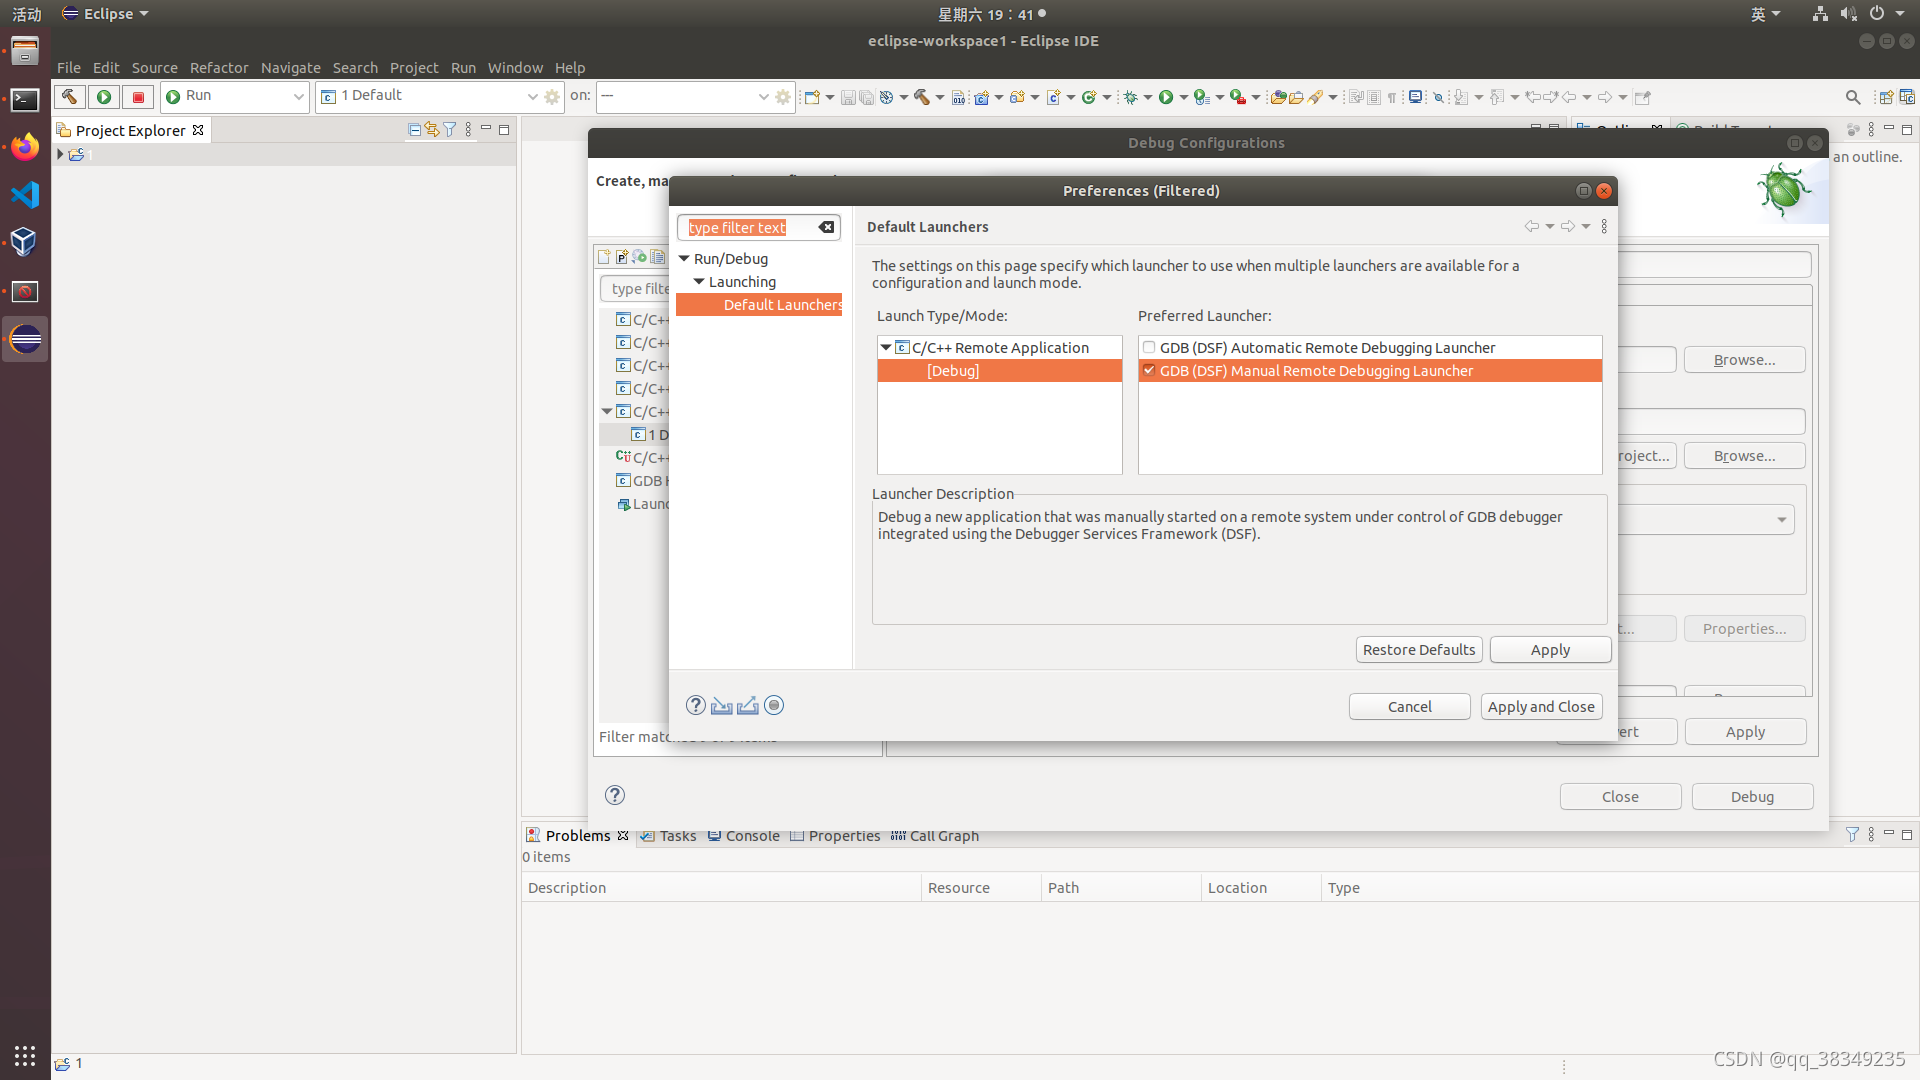 活动
Eclipse
星期六 19：41
英
eclipse-workspace1 - Eclipse IDE
File Edit Source Refactor Navigate Search Project Run Window Help
Run
1 Default
on:
---
Project Explorer
1
an outline.
Debug Configurations
Create, ma
Preferences (Filtered)
type filter text
Run/Debug
Launching
Default Launchers
Default Launchers
The settings on this page specify which launcher to use when multiple launchers are available for a
configuration and launch mode.
Launch Type/Mode:
Preferred Launcher:
C/C++ Remote Application
[Debug]
GDB (DSF) Automatic Remote Debugging Launcher
GDB (DSF) Manual Remote Debugging Launcher
Launcher Description
Debug a new application that was manually started on a remote system under control of GDB debugger
integrated using the Debugger Services Framework (DSF).
Restore Defaults
Apply
Cancel
Apply and Close
type filte
C/C++
C/C++
C/C++
C/C++
C/C++
1 D
C/C++
GDB
Laun
Filter matc
Browse...
roject...
Browse...
t...
Properties...
ert
Apply
Close
Debug
Problems
Tasks
Console
Properties
Call Graph
0 items
Description
Resource
Path
Location
Type
1
CSDN @qq_38349235